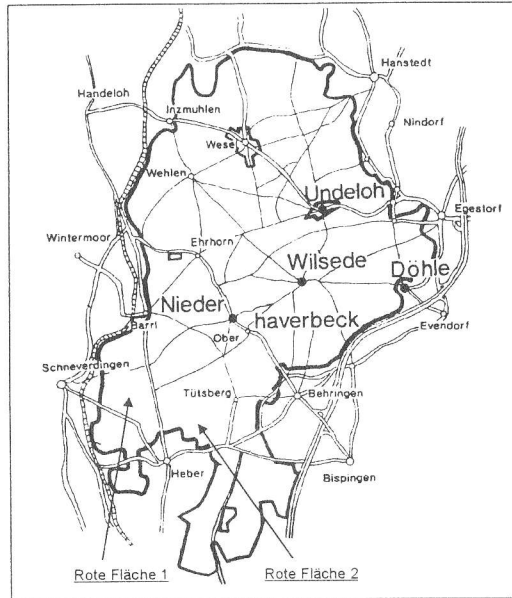 Hanstedt
Handeloh
Inzmuhlen
Nindorf
Wese
Wehlen
Undeloh
Egestorf
Wintermoor
Ehrhorn
Wilsede
Döhle
Nieder
haverbeck
Barrl
Ober
Evendorf
Schneverdingen
Tütsberg
Behringen
Heber
Bispingen
Rote Fläche 1
Rote Fläche 2